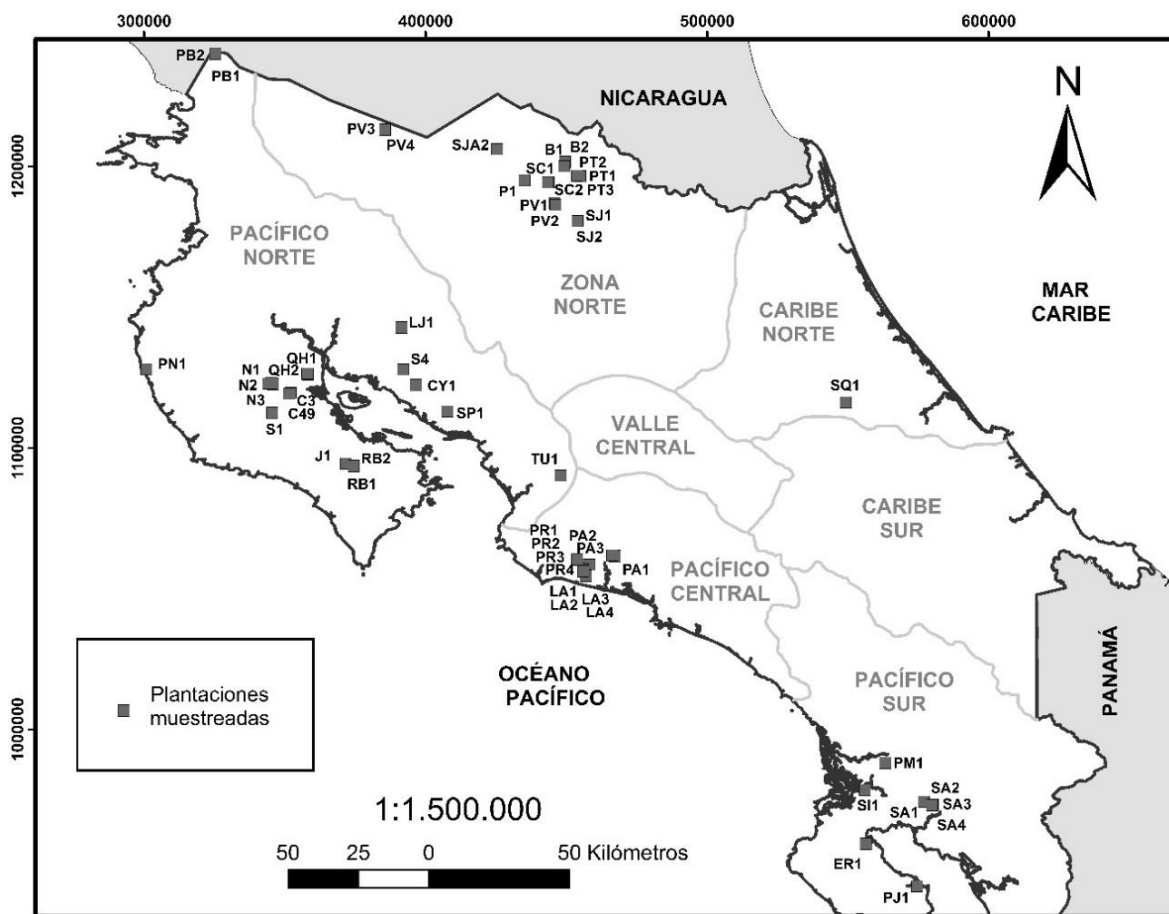 300000
400000
500000
600000
PB2
PB1
NICARAGUA
N
PV3
PV4
SJA2
B1
B2
PT2
1200000
SC1
PT1
P1
SC2
PT3
PV1
PV2
SJ1
SJ2
PACÍFICO
NORTE
ZONA
NORTE
CARIBE
NORTE
MAR
CARIBE
LJ1
PN1
QH1
N1
QH2
N2
N3
C3
C49
S1
S4
CY1
SP1
SQ1
VALLE
CENTRAL
1100000
J1
RB2
RB1
TU1
CARIBE
SUR
PR1
PR2
PR3
PR4
PA2
PA3
PA1
LA1
LA2
LA3
LA4
PACÍFICO
CENTRAL
PANAMÁ
Plantaciones
muestreadas
OCÉANO
PACÍFICO
PACÍFICO
SUR
1000000
PM1
SI1
SA2
SA1
SA3
SA4
1:1.500.000
50
25
0
50 Kilómetros
ER1
PJ1